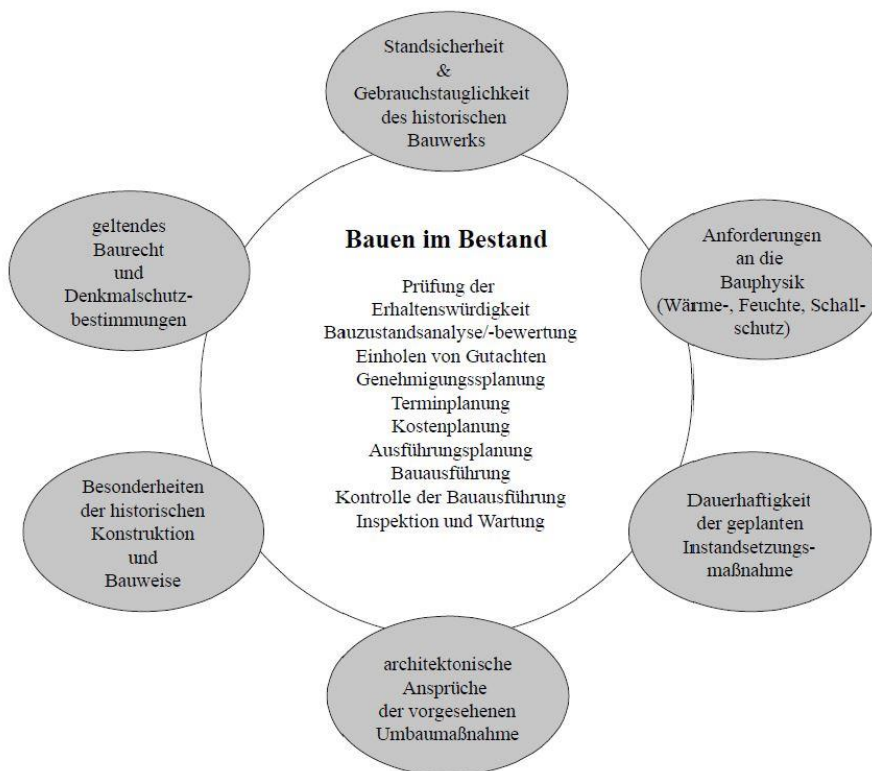 Standsicherheit
&
Gebrauchstauglichkeit
des historischen
Bauwerks
geltendes
Baurecht
und
Denkmalschutz-
bestimmungen
Anforderungen
an die
Bauphysik
(Wärme-, Feuchte, Schall-
schutz)
Bauen im Bestand
Prüfung der
Erhaltenswürdigkeit
Bauzustandsanalyse/-bewertung
Einholen von Gutachten
Genehmigungssplanung
Terminplanung
Kostenplanung
Ausführungsplanung
Bauausführung
Kontrolle der Bauausführung
Inspektion und Wartung
Besonderheiten
der historischen
Konstruktion
und
Bauweise
Dauerhaftigkeit
der geplanten
Instandsetzungs-
maßnahme
architektonische
Ansprüche
der vorgesehenen
Umbaumaßnahme